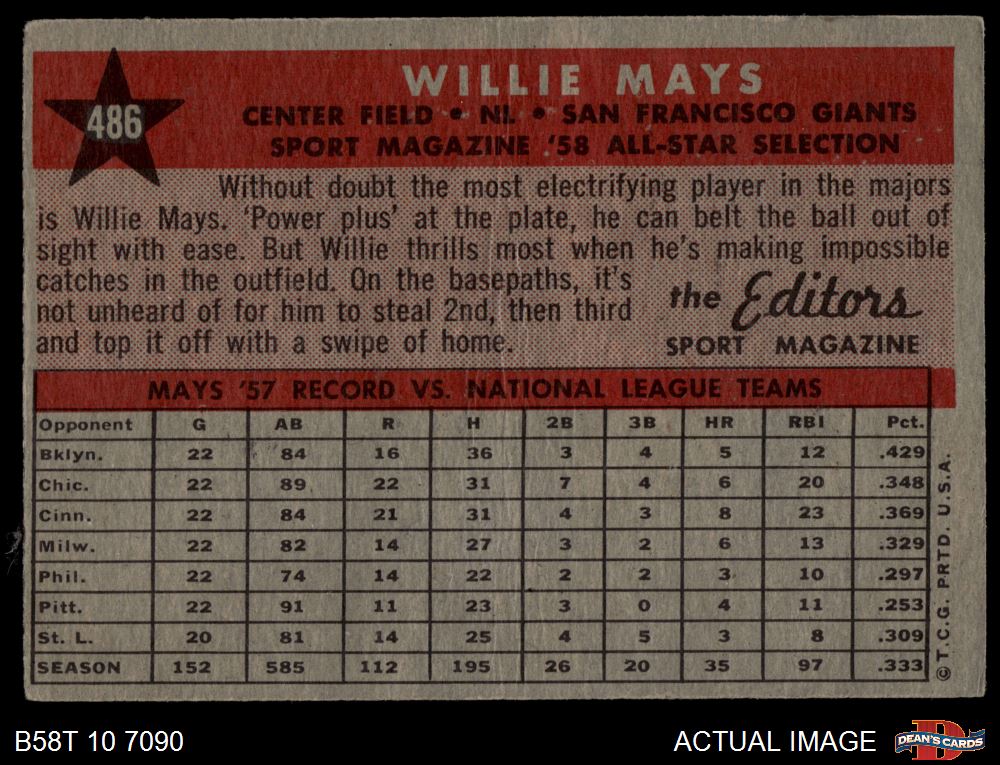 486
WILLIE MAYS
CENTER FIELD • NL • SAN FRANCISCO GIANTS
SPORT MAGAZINE '58 ALL-STAR SELECTION
Without doubt the most electrifying player in the majors
is Willie Mays. 'Power plus' at the plate, he can belt the ball out of
sight with ease. But Willie thrills most when he's making impossible
catches in the outfield. On the basepaths, it's
not unheard of for him to steal 2nd, then third
and top it off with a swipe of home.
the Editors
SPORT MAGAZINE
MAYS '57 RECORD VS. NATIONAL LEAGUE TEAMS
Opponent G AB R H 2B 3B HR RBI Pct.
Bklyn. 22 84 16 36 3 4 5 12 .429
Chic. 22 89 22 31 7 4 6 20 .348
Cinn. 22 84 21 31 4 3 8 23 .369
Milw. 22 82 14 27 3 2 6 13 .329
Phil. 22 74 14 22 2 2 3 10 .297
Pitt. 22 91 11 23 3 0 4 11 .253
St. L. 20 81 14 25 4 5 3 8 .309
SEASON 152 585 112 195 26 20 35 97 .333
© T.C.G. PRTD. U.S.A.
B58T 10 7090
ACTUAL IMAGE
DEAN'S CARDS